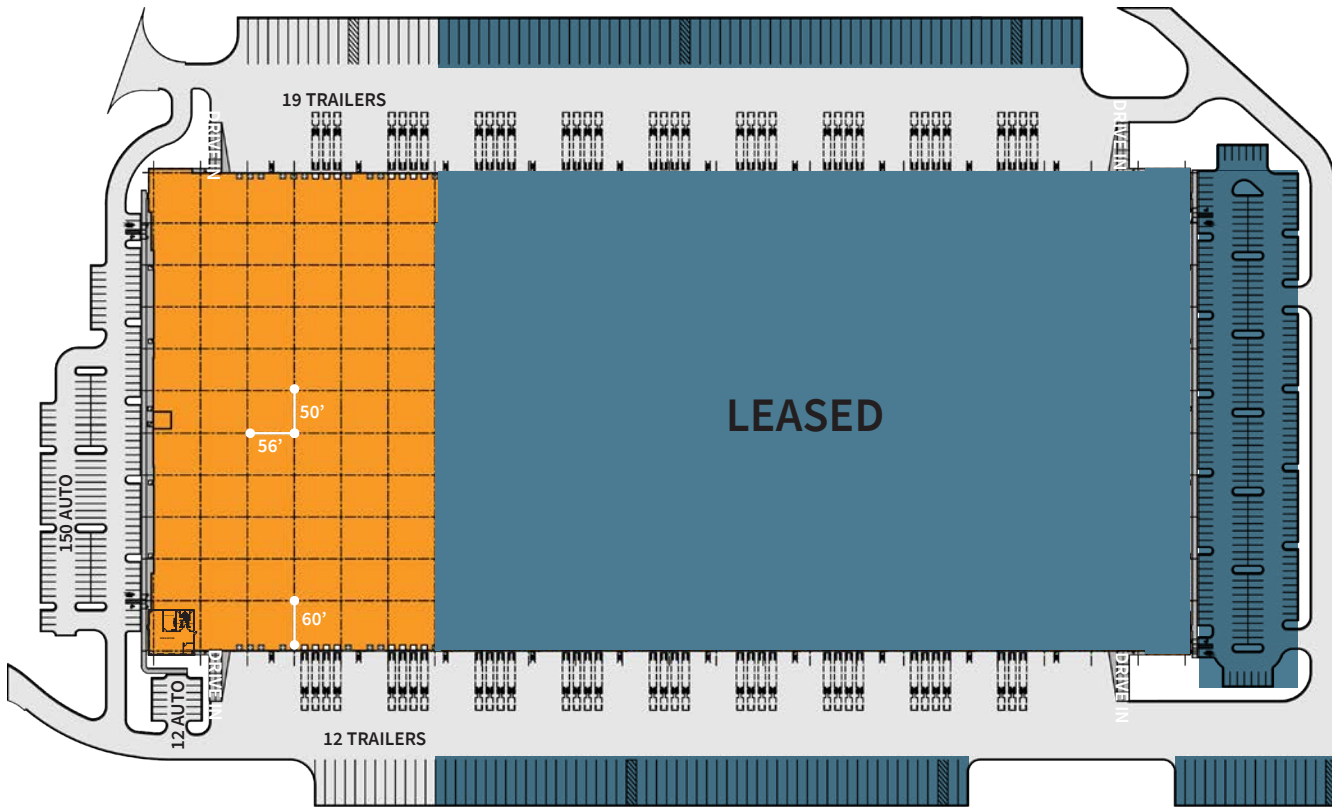 19 TRAILERS
DRIVE IN
DRIVE IN
50’
56’
LEASED
150 AUTO
60’
DRIVE IN
DRIVE IN
12 AUTO
12 TRAILERS